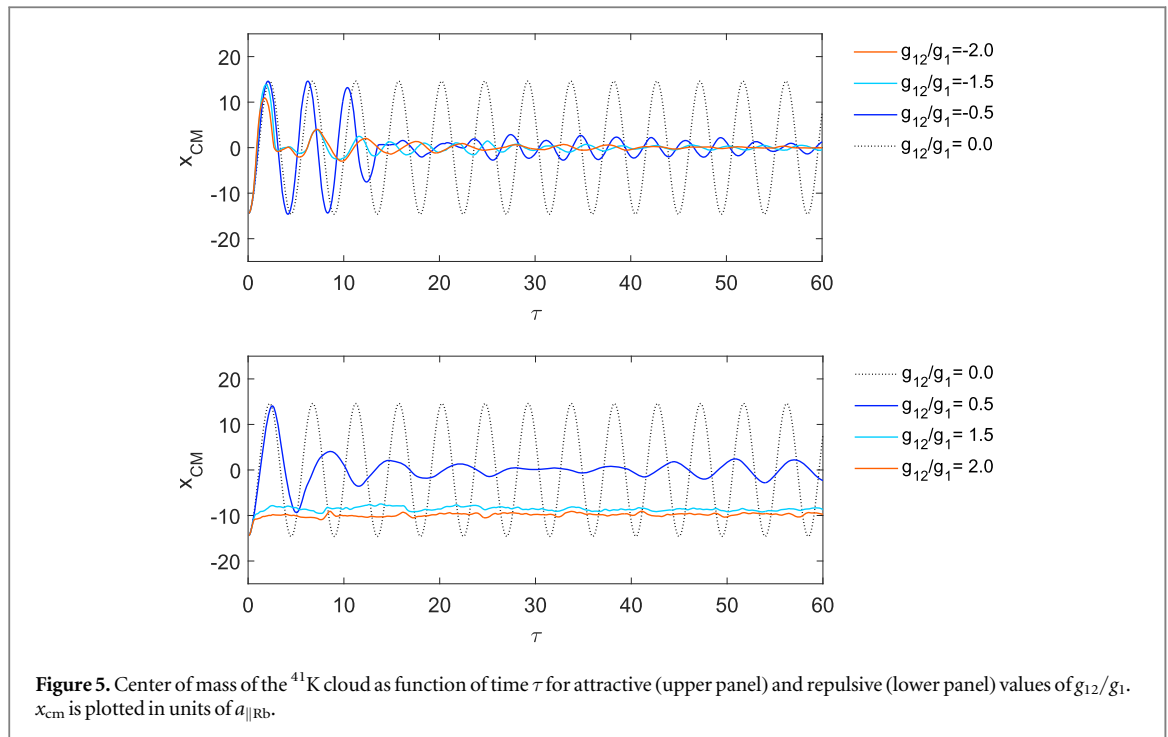 20
10
0
-10
-20
x_CM
0 10 20 30 40 50 60
τ
g_12/g_1=-2.0
g_12/g_1=-1.5
g_12/g_1=-0.5
g_12/g_1= 0.0
20
10
0
-10
-20
x_CM
0 10 20 30 40 50 60
τ
g_12/g_1= 0.0
g_12/g_1= 0.5
g_12/g_1= 1.5
g_12/g_1= 2.0
Figure 5. Center of mass of the ^41K cloud as function of time τ for attractive (upper panel) and repulsive (lower panel) values of g_12/g_1.
x_cm is plotted in units of a_∥Rb.